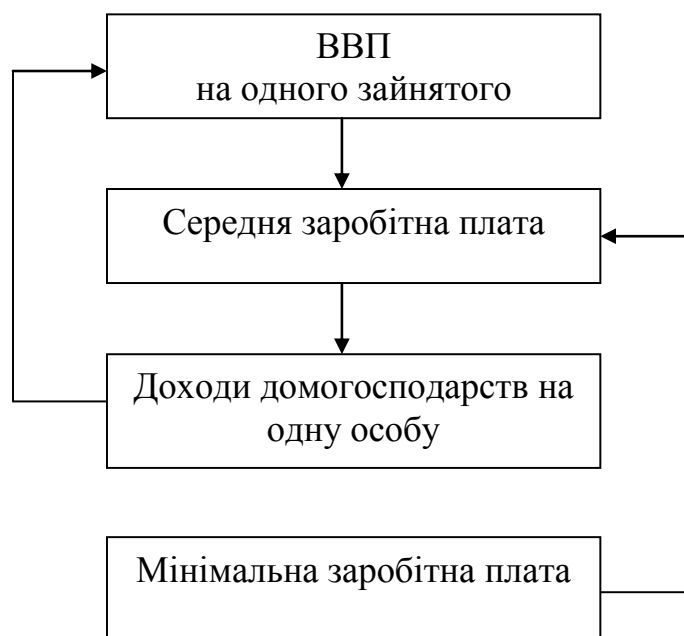 ВВП
на одного зайнятого
Середня заробітна плата
Доходи домогосподарств на
одну особу
Мінімальна заробітна плата